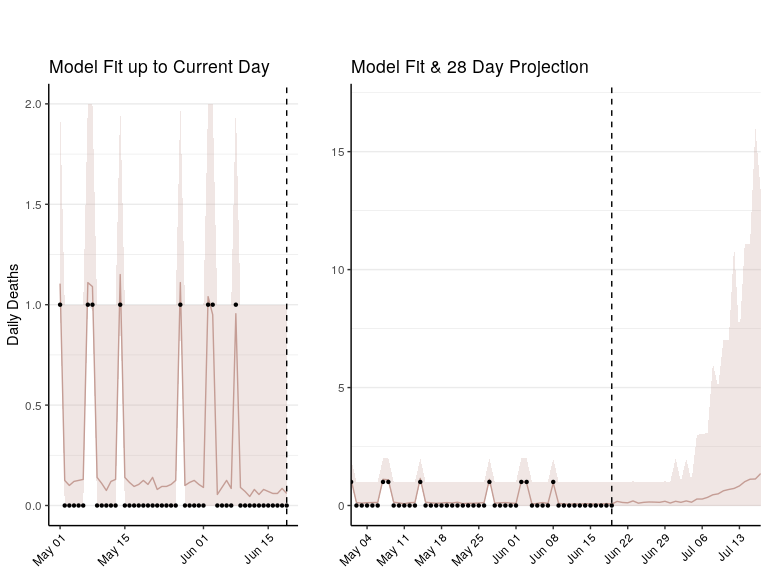 Model Fit up to Current Day
Model Fit & 28 Day Projection
Daily Deaths
2.0
1.5
1.0
0.5
0.0
May 01
May 15
Jun 01
Jun 15
15
10
5
0
May 04
May 11
May 18
May 25
Jun 01
Jun 08
Jun 15
Jun 22
Jun 29
Jul 06
Jul 13